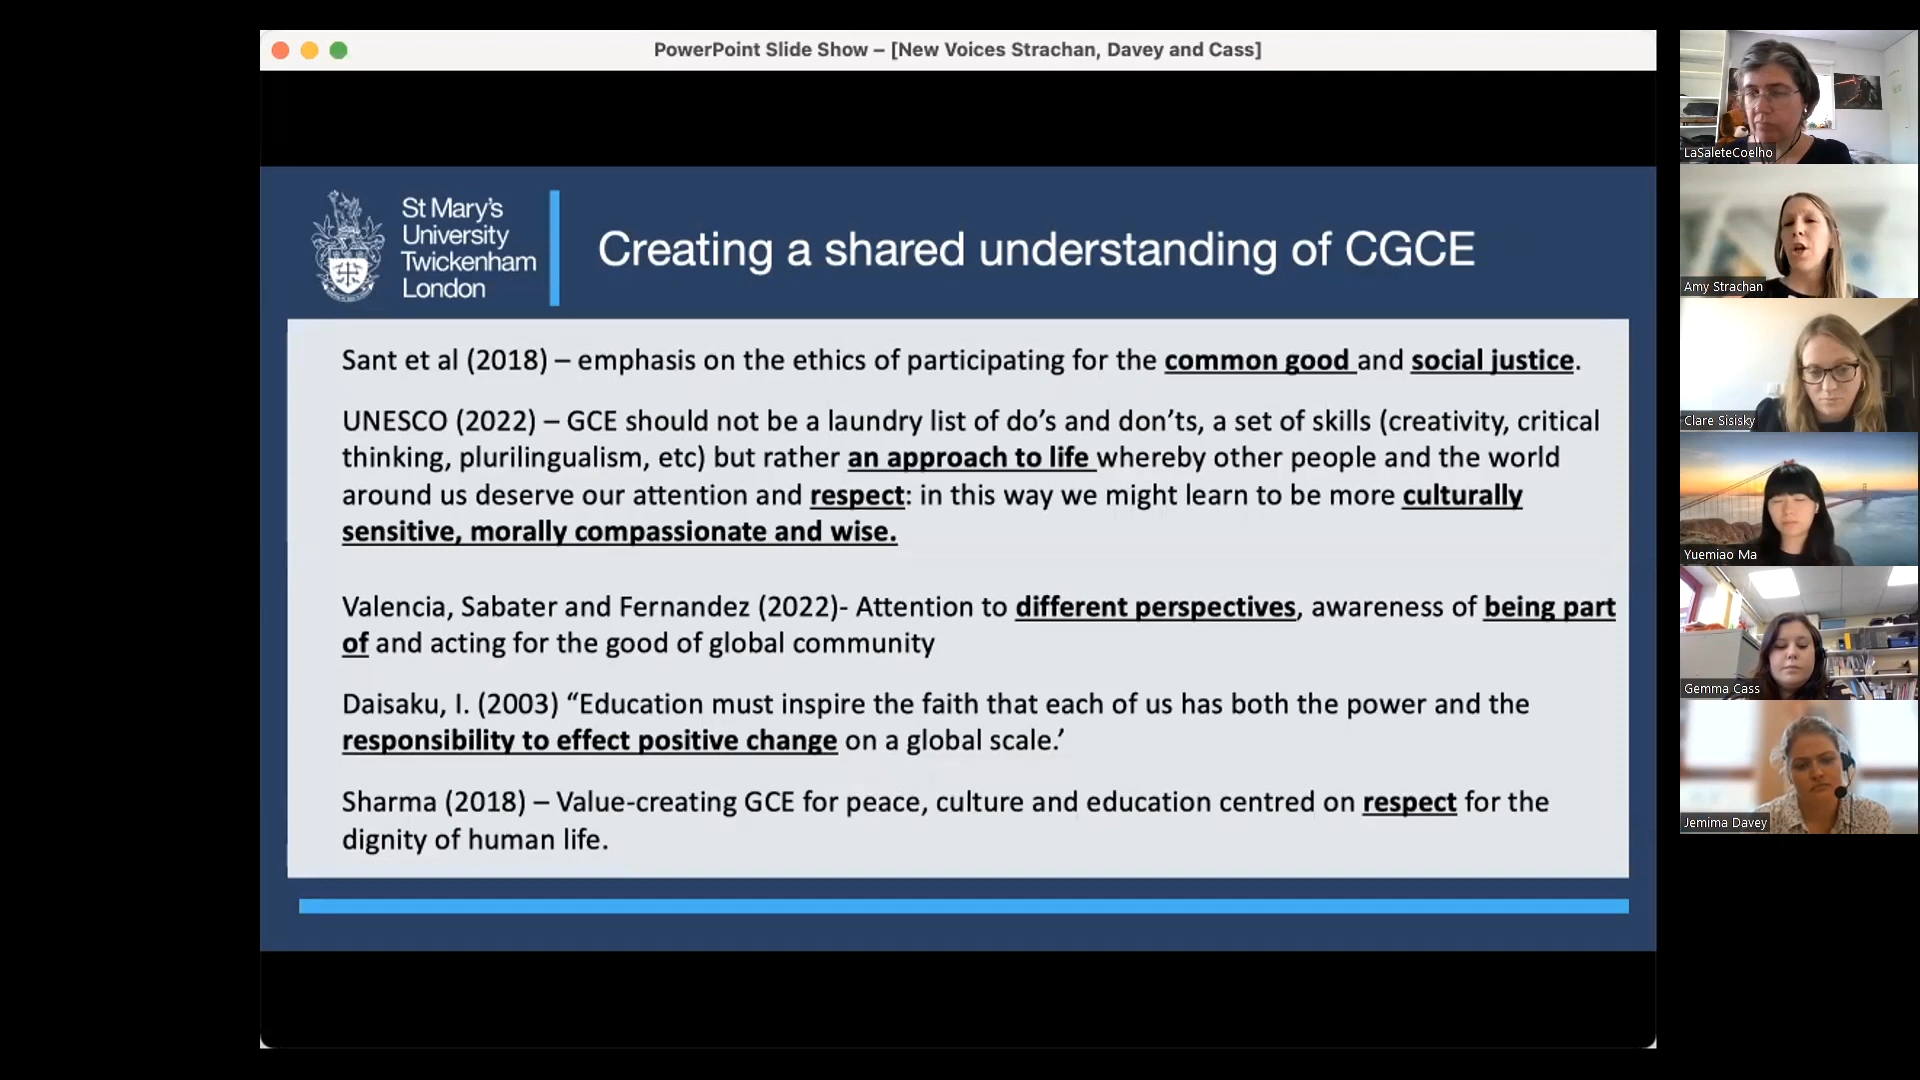 PowerPoint Slide Show – [New Voices Strachan, Davey and Cass]
St Mary's
University
Twickenham
London
Creating a shared understanding of CGCE
Sant et al (2018) – emphasis on the ethics of participating for the common good and social justice.
UNESCO (2022) – GCE should not be a laundry list of do’s and don’ts, a set of skills (creativity, critical
thinking, plurilingualism, etc) but rather an approach to life whereby other people and the world
around us deserve our attention and respect: in this way we might learn to be more culturally
sensitive, morally compassionate and wise.
Valencia, Sabater and Fernandez (2022)- Attention to different perspectives, awareness of being part
of and acting for the good of global community
Daisaku, I. (2003) “Education must inspire the faith that each of us has both the power and the
responsibility to effect positive change on a global scale.’
Sharma (2018) – Value-creating GCE for peace, culture and education centred on respect for the
dignity of human life.
LaSaleteCoelho
Amy Strachan
Clare Sisisky
Yuemiao Ma
Gemma Cass
Jemima Davey